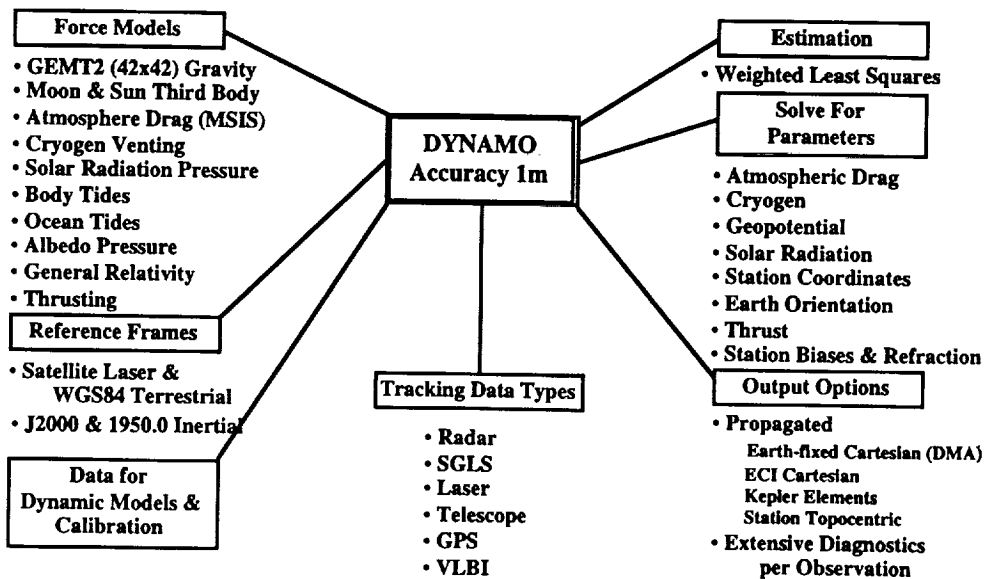 Force Models
• GEMT2 (42x42) Gravity
• Moon & Sun Third Body
• Atmosphere Drag (MSIS)
• Cryogen Venting
• Solar Radiation Pressure
• Body Tides
• Ocean Tides
• Albedo Pressure
• General Relativity
• Thrusting
Reference Frames
• Satellite Laser &
WGS84 Terrestrial
• J2000 & 1950.0 Inertial
Data for
Dynamic Models &
Calibration
DYNAMO
Accuracy 1m
Tracking Data Types
• Radar
• SGLS
• Laser
• Telescope
• GPS
• VLBI
Estimation
• Weighted Least Squares
Solve For
Parameters
• Atmospheric Drag
• Cryogen
• Geopotential
• Solar Radiation
• Station Coordinates
• Earth Orientation
• Thrust
• Station Biases & Refraction
Output Options
• Propagated
Earth-fixed Cartesian (DMA)
ECI Cartesian
Kepler Elements
Station Topocentric
• Extensive Diagnostics
per Observation